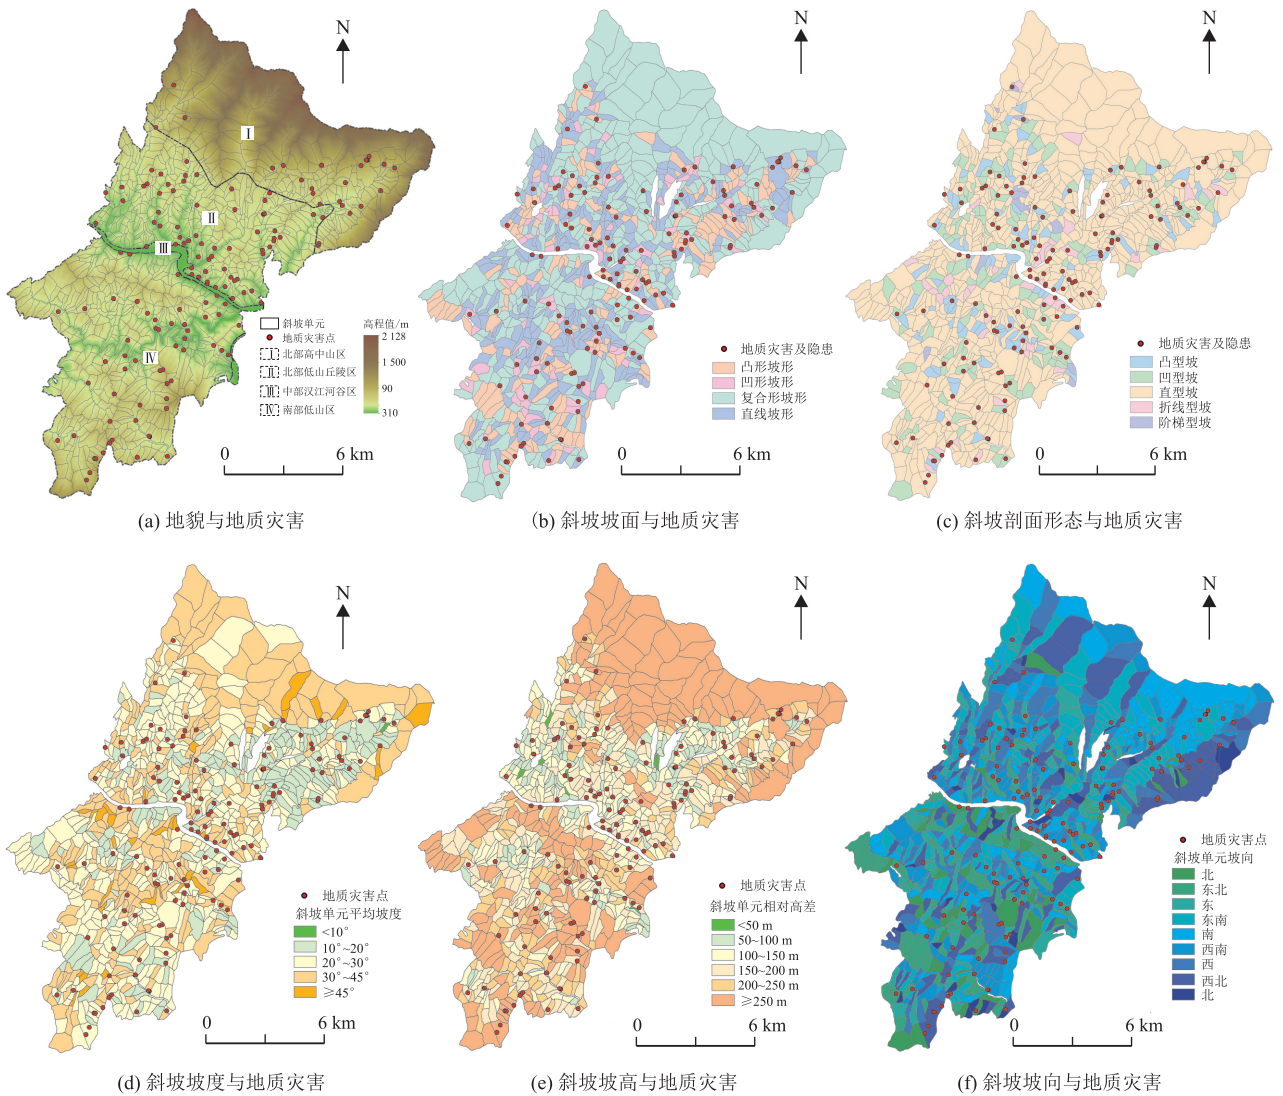 N
I
II
III
IV
斜坡单元
地质灾害点
I 北部高中山区
II 北部低山丘陵区
III 中部汉江河谷区
IV 南部低山区
高程值/m
2 128
1 500
90
310
0 6 km
(a) 地貌与地质灾害
N
地质灾害及隐患
凸形坡形
凹形坡形
复合形坡形
直线坡形
0 6 km
(b) 斜坡坡面与地质灾害
N
地质灾害及隐患
凸型坡
凹型坡
直型坡
折线型坡
阶梯型坡
0 6 km
(c) 斜坡剖面形态与地质灾害
N
地质灾害点
斜坡单元平均坡度
<10°
10°~20°
20°~30°
30°~45°
≥45°
0 6 km
(d) 斜坡坡度与地质灾害
N
地质灾害点
斜坡单元相对高差
<50 m
50~100 m
100~150 m
150~200 m
200~250 m
≥250 m
0 6 km
(e) 斜坡坡高与地质灾害
N
地质灾害点
斜坡单元坡向
北
东北
东
东南
南
西南
西
西北
北
0 6 km
(f) 斜坡坡向与地质灾害